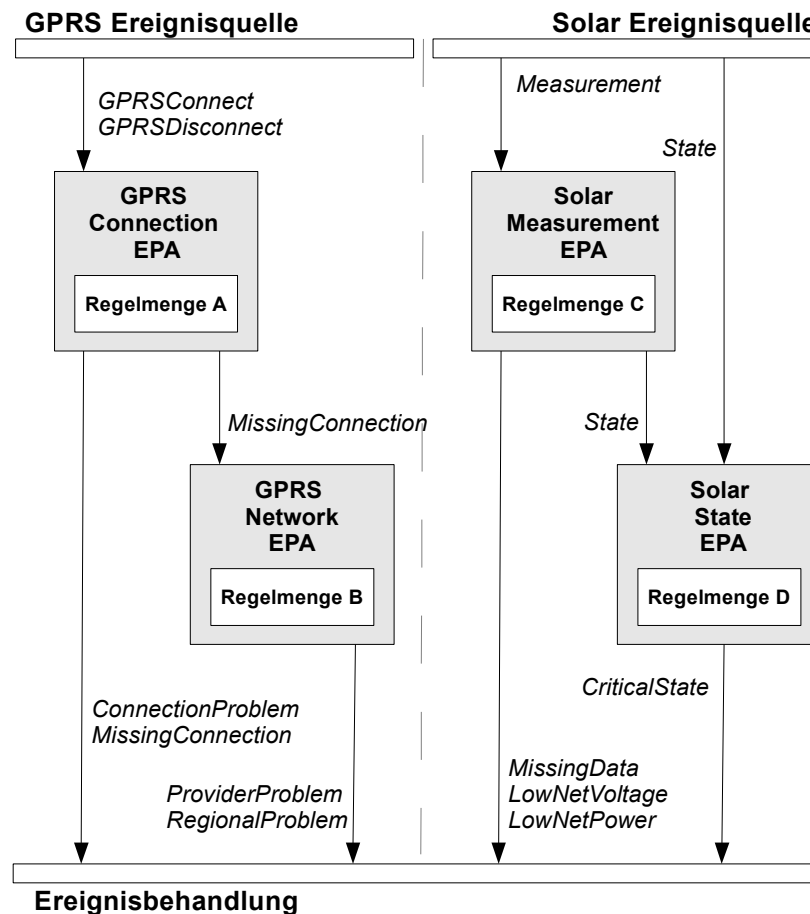 GPRS Ereignisquelle
Solar Ereignisquelle
GPRSConnect
GPRSDisconnect
Measurement
State
GPRS
Connection
EPA
Regelmenge A
Solar
Measurement
EPA
Regelmenge C
MissingConnection
State
GPRS
Network
EPA
Regelmenge B
Solar
State
EPA
Regelmenge D
ConnectionProblem
MissingConnection
CriticalState
ProviderProblem
RegionalProblem
MissingData
LowNetVoltage
LowNetPower
Ereignisbehandlung